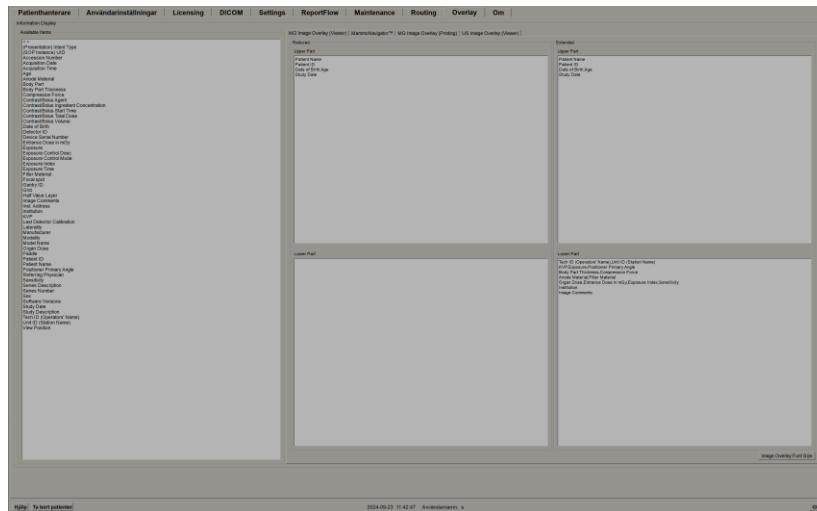 Patienthanterare | Användarinställningar | Licensing | DICOM | Settings | ReportFlow | Maintenance | Routing | Overlay | Om
Information Display
Available Items
(Presentation) Intent Type
(SOP Instance) UID
Accession Number
Acquisition Date
Acquisition Time
Age
Anode Material
Body Part
Body Part Thickness
Compression Force
Contrast/Bolus Agent
Contrast/Bolus Ingredient Concentration
Contrast/Bolus Start Time
Contrast/Bolus Total Dose
Contrast/Bolus Volume
Date of Birth
Detector ID
Device Serial Number
Entrance Dose in mGy
Exposure
Exposure Control Desc
Exposure Control Mode
Exposure Index
Exposure Time
Filter Material
Focal spot
Gantry ID
Grid
Half Value Layer
Image Comments
Inst. Address
Institution
KVP
Last Detector Calibration
Laterality
Manufacturer
Modality
Model Name
Organ Dose
Paddle
Patient ID
Patient Name
Positioner Primary Angle
Referring Physician
Sensitivity
Series Description
Series Number
Sex
Software Versions
Study Date
Study Description
Tech ID (Operators' Name)
Unit ID (Station Name)
View Position
MG Image Overlay (Viewer) | MammoNavigator™ | MG Image Overlay (Printing) | US Image Overlay (Viewer)
Reduced
Upper Part
Patient Name
Patient ID
Date of Birth,Age
Study Date
Lower Part
Extended
Upper Part
Patient Name
Patient ID
Date of Birth,Age
Study Date
Lower Part
Tech ID (Operators' Name),Unit ID (Station Name)
KVP,Exposure,Positioner Primary Angle
Body Part Thickness,Compression Force
Anode Material,Filter Material
Organ Dose,Entrance Dose in mGy,Exposure Index,Sensitivity
Institution
Image Comments
Image Overlay Font Size
Hjälp Ta bort patienter 2024-09-23 11:42:47 Användarnamn: